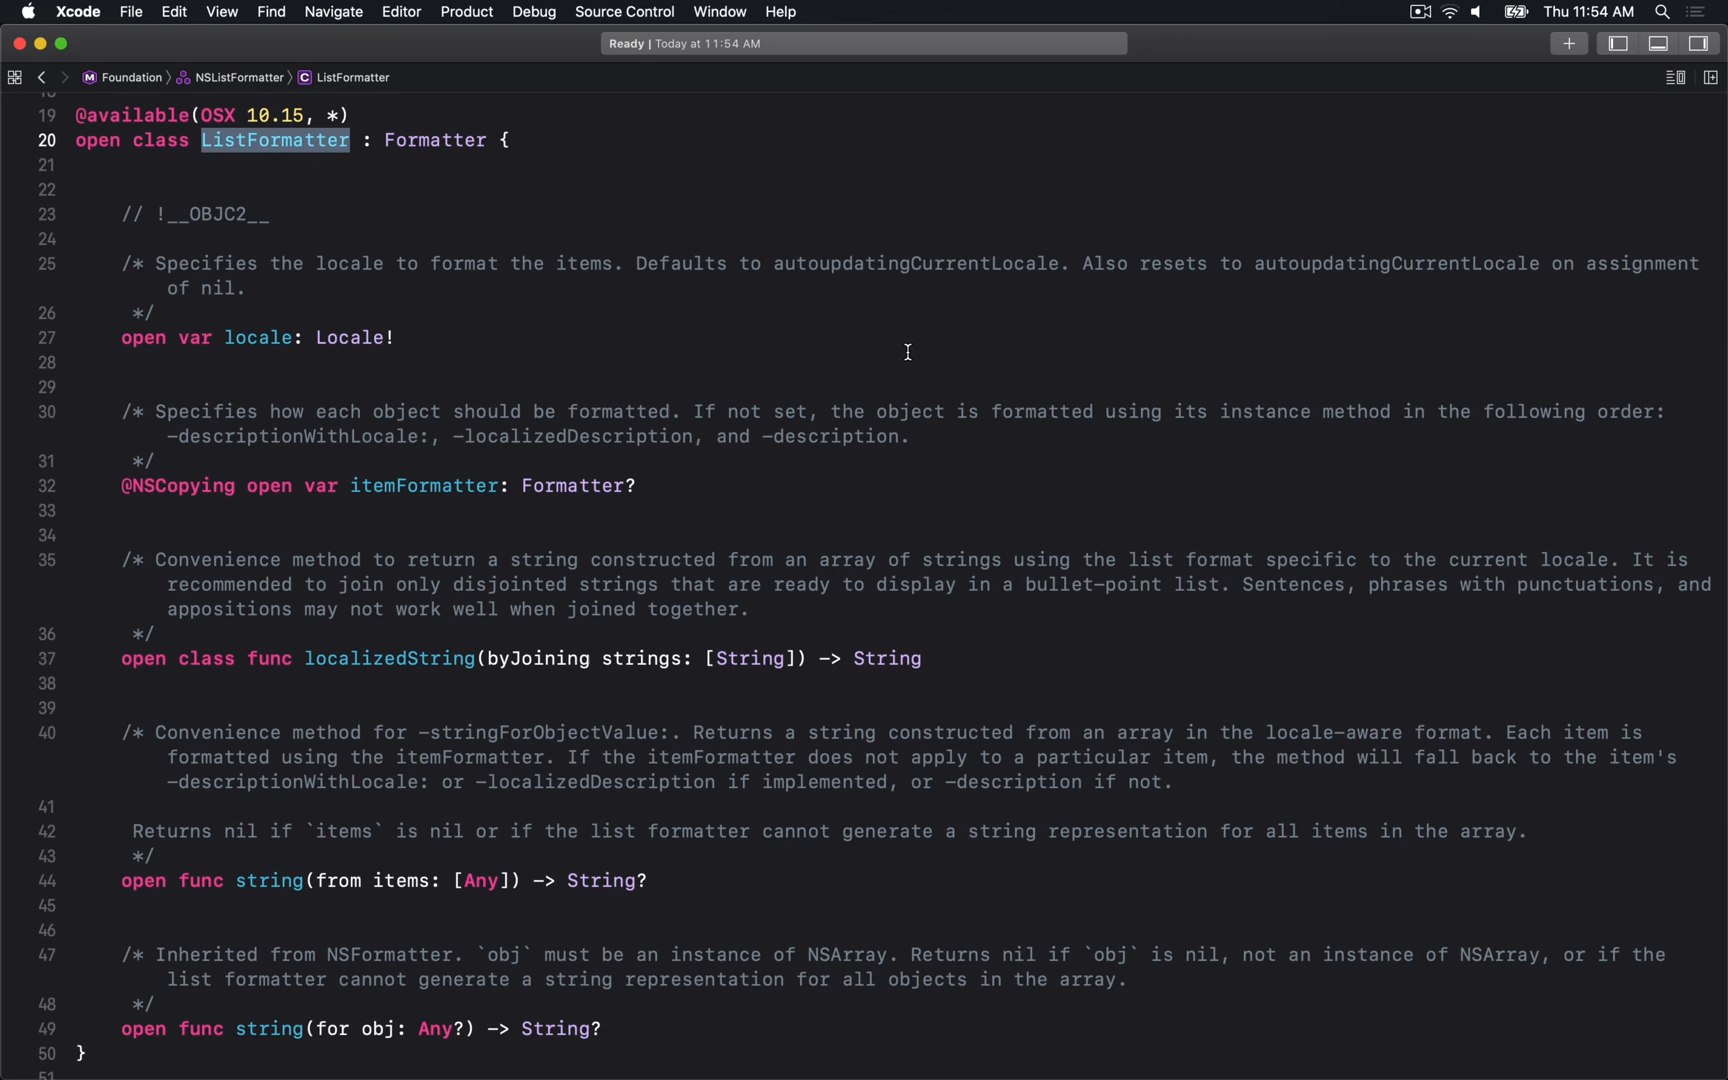 Xcode File Edit View Find Navigate Editor Product Debug Source Control Window Help Thu 11:54 AM
Ready | Today at 11:54 AM
Foundation NSListFormatter ListFormatter
18
19 @available(OSX 10.15, *)
20 open class ListFormatter : Formatter {
21
22
23 // !__OBJC2__
24
25 /* Specifies the locale to format the items. Defaults to autoupdatingCurrentLocale. Also resets to autoupdatingCurrentLocale on assignment
of nil.
26 */
27 open var locale: Locale!
28
29
30 /* Specifies how each object should be formatted. If not set, the object is formatted using its instance method in the following order:
-descriptionWithLocale:, -localizedDescription, and -description.
31 */
32 @NSCopying open var itemFormatter: Formatter?
33
34
35 /* Convenience method to return a string constructed from an array of strings using the list format specific to the current locale. It is
recommended to join only disjointed strings that are ready to display in a bullet-point list. Sentences, phrases with punctuations, and
appositions may not work well when joined together.
36 */
37 open class func localizedString(byJoining strings: [String]) -> String
38
39
40 /* Convenience method for -stringForObjectValue:. Returns a string constructed from an array in the locale-aware format. Each item is
formatted using the itemFormatter. If the itemFormatter does not apply to a particular item, the method will fall back to the item's
-descriptionWithLocale: or -localizedDescription if implemented, or -description if not.
41
42 Returns nil if `items` is nil or if the list formatter cannot generate a string representation for all items in the array.
43 */
44 open func string(from items: [Any]) -> String?
45
46
47 /* Inherited from NSFormatter. `obj` must be an instance of NSArray. Returns nil if `obj` is nil, not an instance of NSArray, or if the
list formatter cannot generate a string representation for all objects in the array.
48 */
49 open func string(for obj: Any?) -> String?
50 }
51